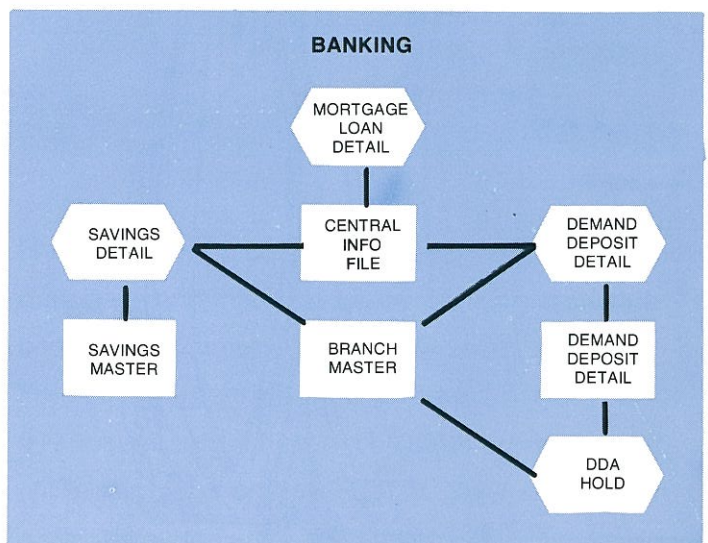 BANKING
MORTGAGE
LOAN
DETAIL
SAVINGS
DETAIL
CENTRAL
INFO
FILE
DEMAND
DEPOSIT
DETAIL
SAVINGS
MASTER
BRANCH
MASTER
DEMAND
DEPOSIT
DETAIL
DDA
HOLD